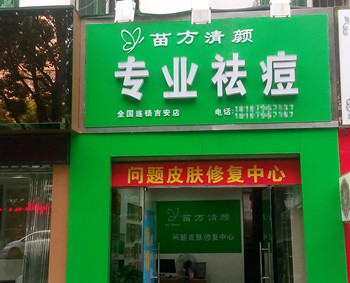 苗方清颜
专业祛痘
全国连锁吉安店 电话:
问题皮肤修复中心
苗方清颜
问题皮肤修复中心